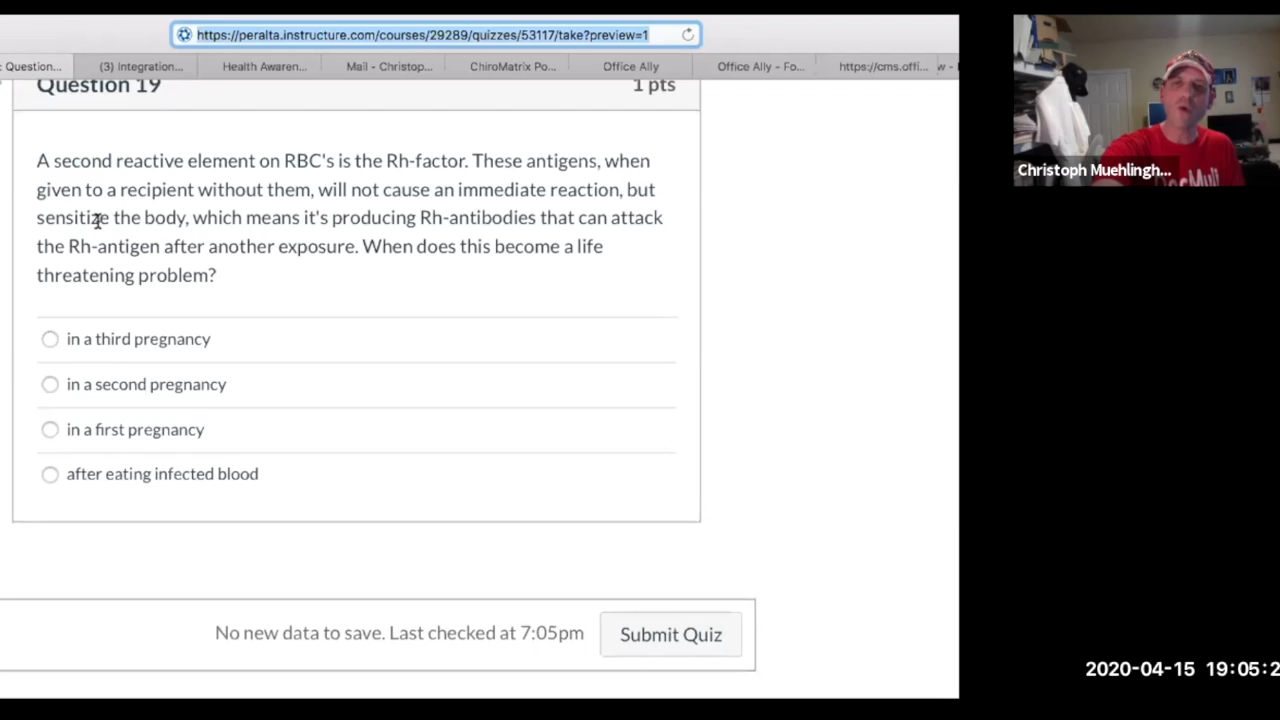 https://peralta.instructure.com/courses/29289/quizzes/53117/take?preview=1
: Question...
(3) Integration...
Health Awaren...
Mail - Christop...
ChiroMatrix Po...
Office Ally
Office Ally - Fo...
https://cms.offi...
Question 19
1 pts
A second reactive element on RBC's is the Rh-factor. These antigens, when
given to a recipient without them, will not cause an immediate reaction, but
sensitize the body, which means it's producing Rh-antibodies that can attack
the Rh-antigen after another exposure. When does this become a life
threatening problem?
in a third pregnancy
in a second pregnancy
in a first pregnancy
after eating infected blood
No new data to save. Last checked at 7:05pm
Submit Quiz
Christoph Muehlingh...
2020-04-15 19:05:2